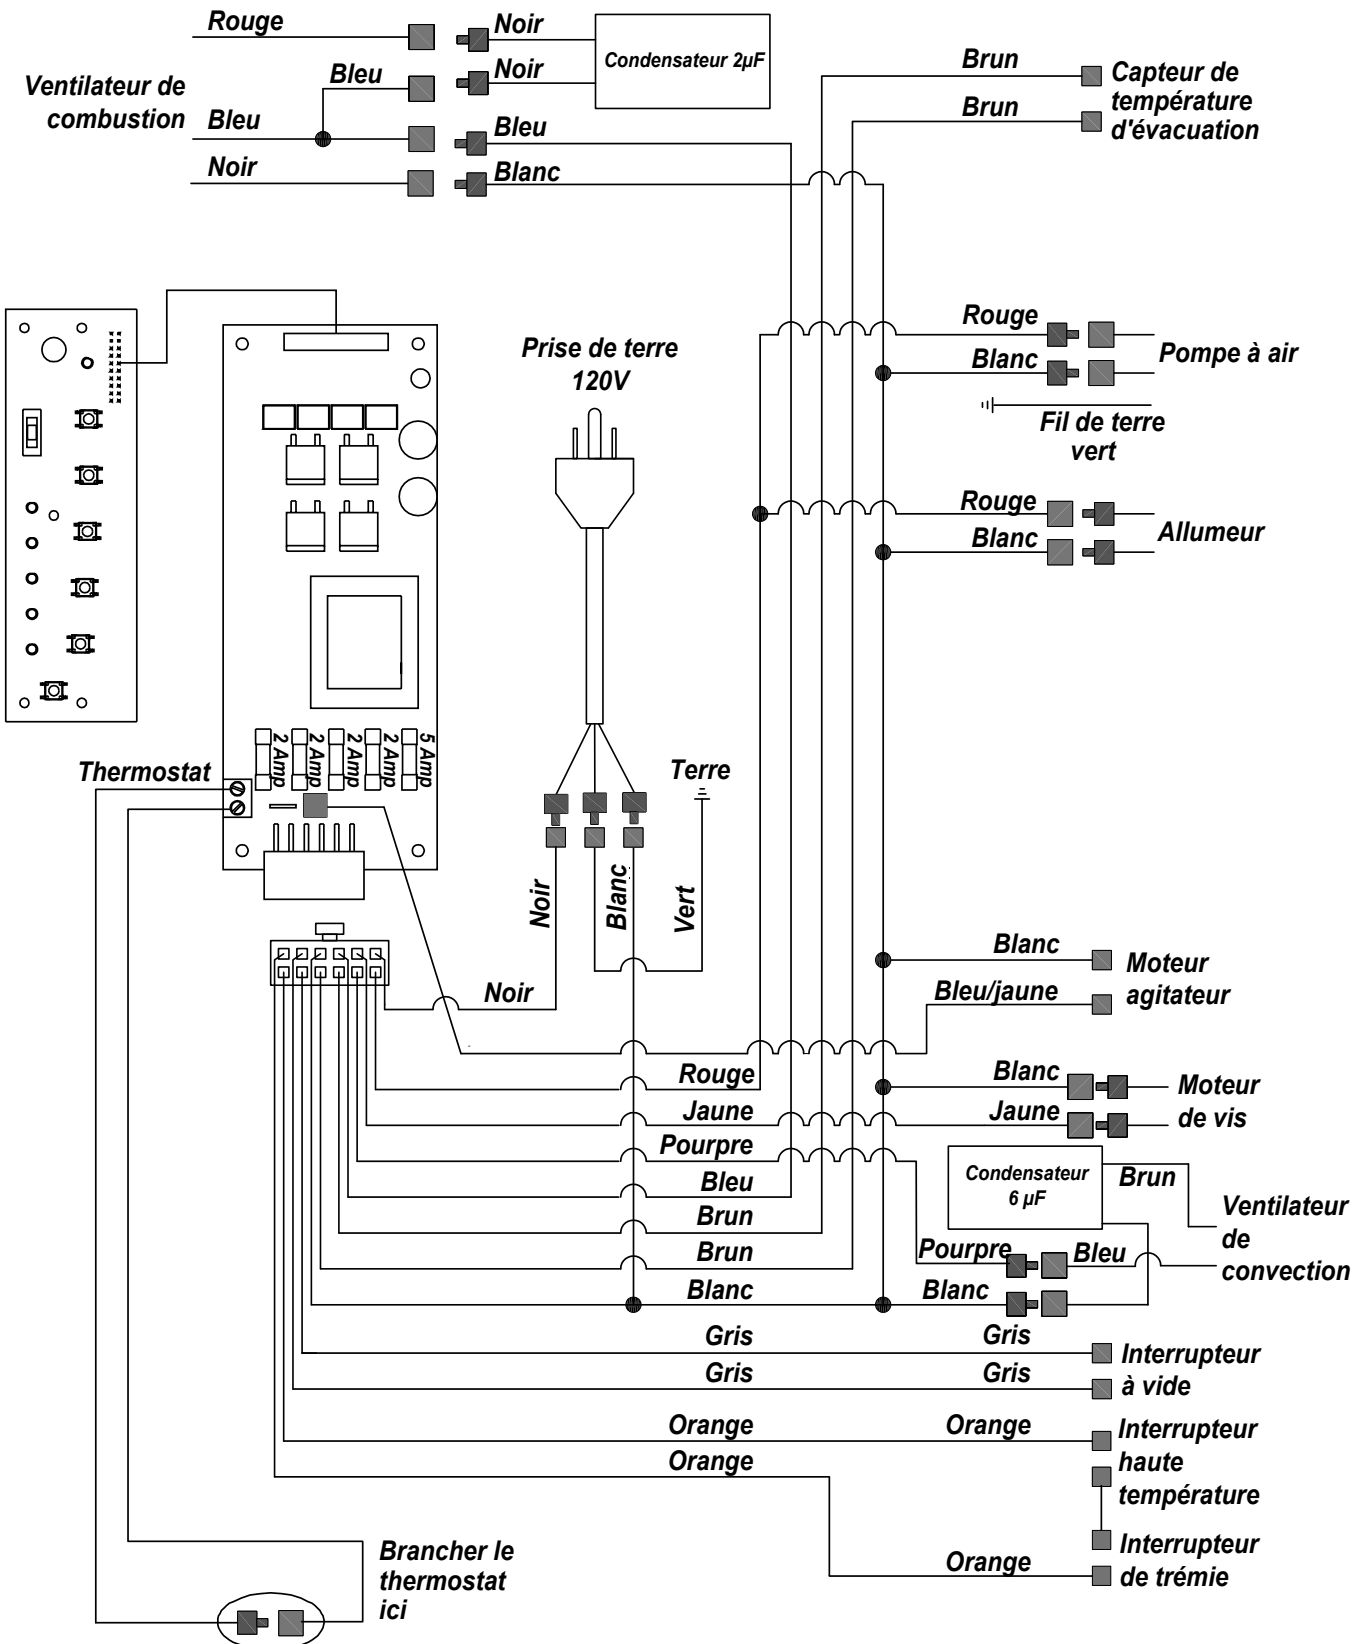 Rouge
Noir
Condensateur 2µF
Bleu
Noir
Ventilateur de
combustion
Bleu
Bleu
Noir
Blanc
Brun
Capteur de
température
d'évacuation
Brun
Rouge
Pompe à air
Blanc
Fil de terre
vert
Prise de terre
120V
Rouge
Allumeur
Blanc
2 Amp
2 Amp
2 Amp
2 Amp
5 Amp
Thermostat
Terre
Noir
Blanc
Vert
Noir
Blanc
Moteur
agitateur
Bleu/jaune
Rouge
Blanc
Moteur
de vis
Jaune
Jaune
Pourpre
Condensateur
6 µF
Brun
Bleu
Ventilateur
de
convection
Brun
Pourpre
Bleu
Brun
Blanc
Blanc
Gris
Gris
Interrupteur
à vide
Gris
Gris
Orange
Orange
Interrupteur
haute
température
Orange
Interrupteur
de trémie
Orange
Brancher le
thermostat
ici